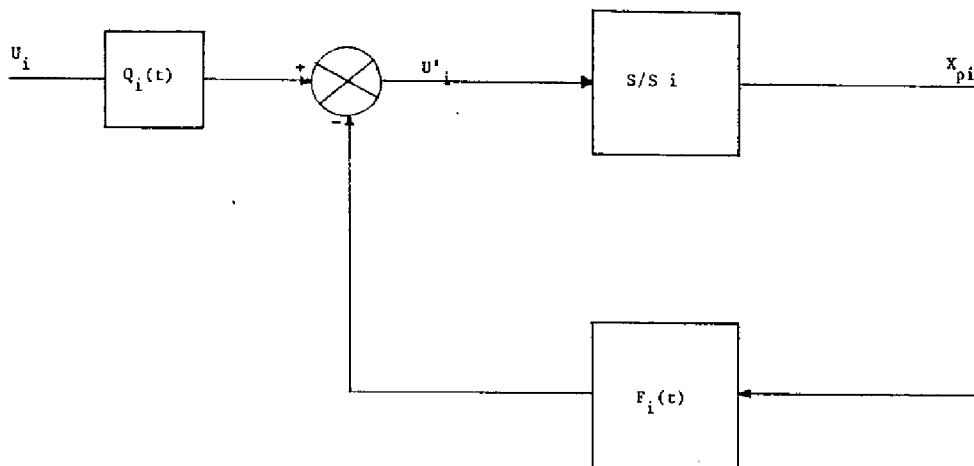 U_i
Q_i(t)
+
-
U'_i
S/S i
X_pi
F_i(t)